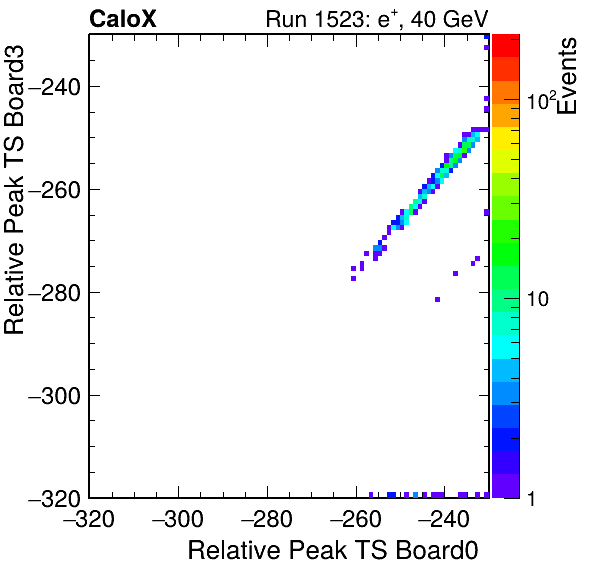 CaloX Run 1523: e⁺, 40 GeV
Relative Peak TS Board3
−240
−260
−280
−300
−320
−320 −300 −280 −260 −240
Relative Peak TS Board0
Events
10²
10
1